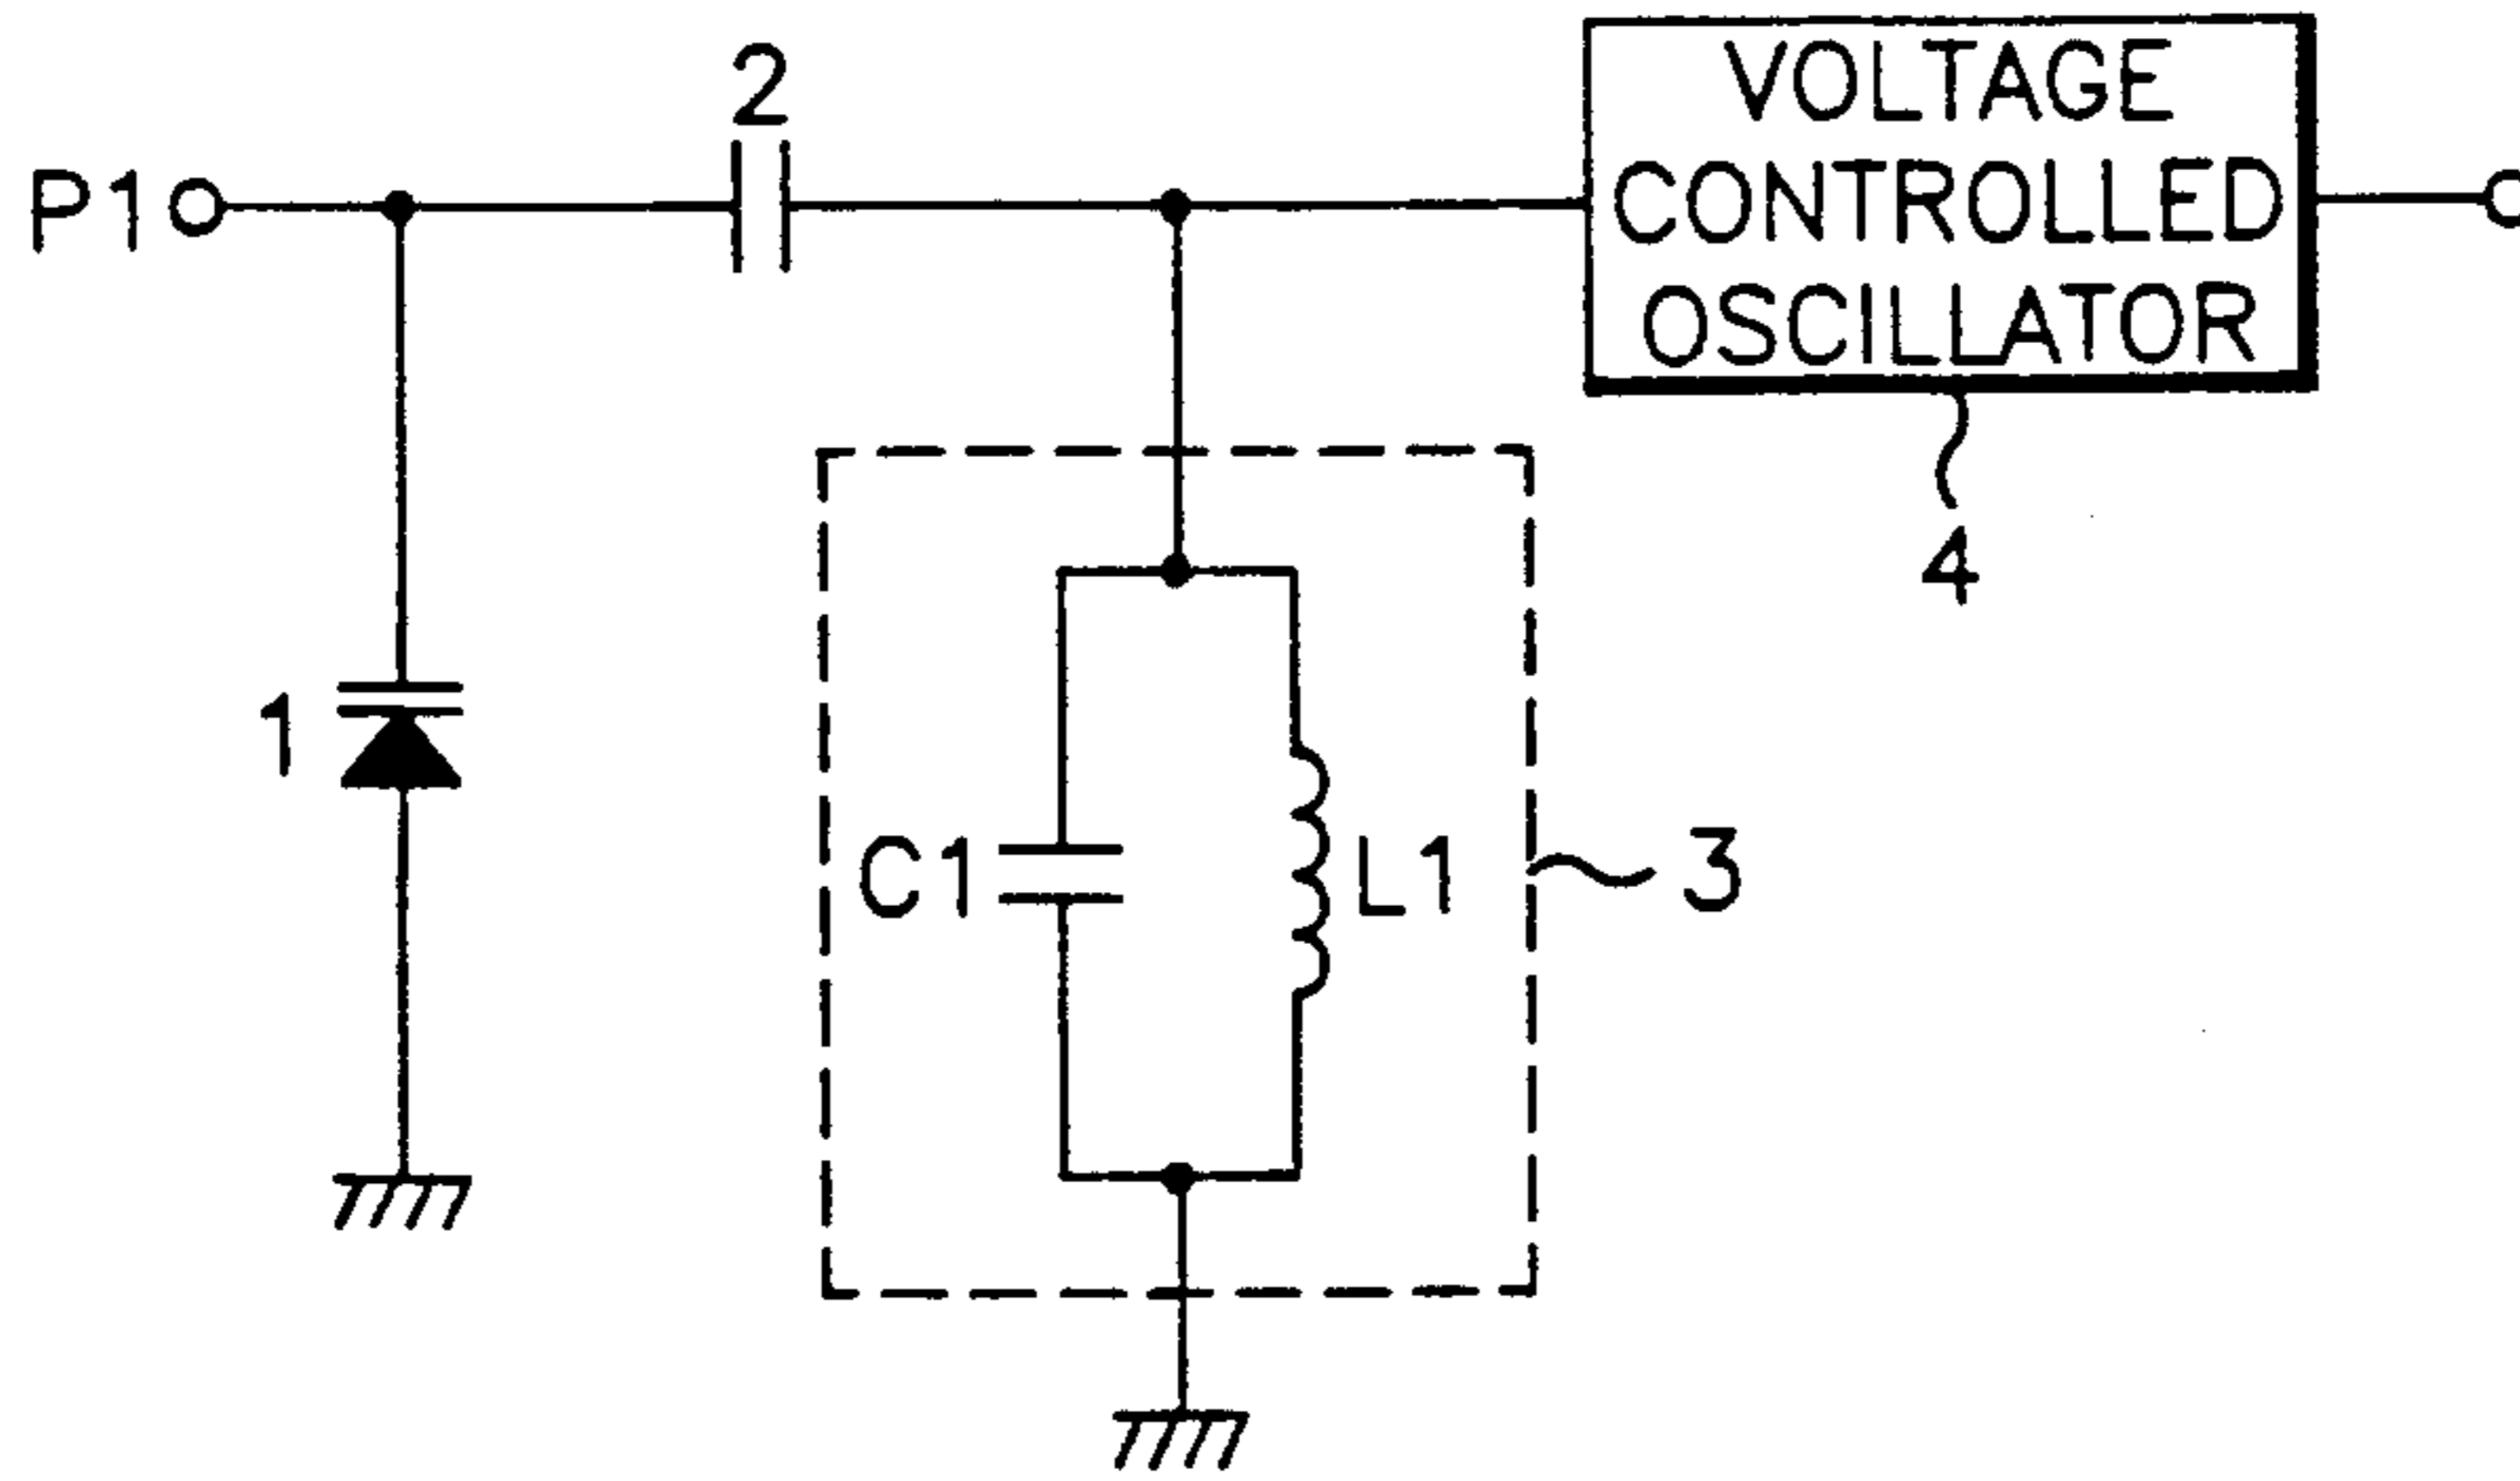 2
VOLTAGE
CONTROLLED
OSCILLATOR
P1
4
1
C1
L1
3